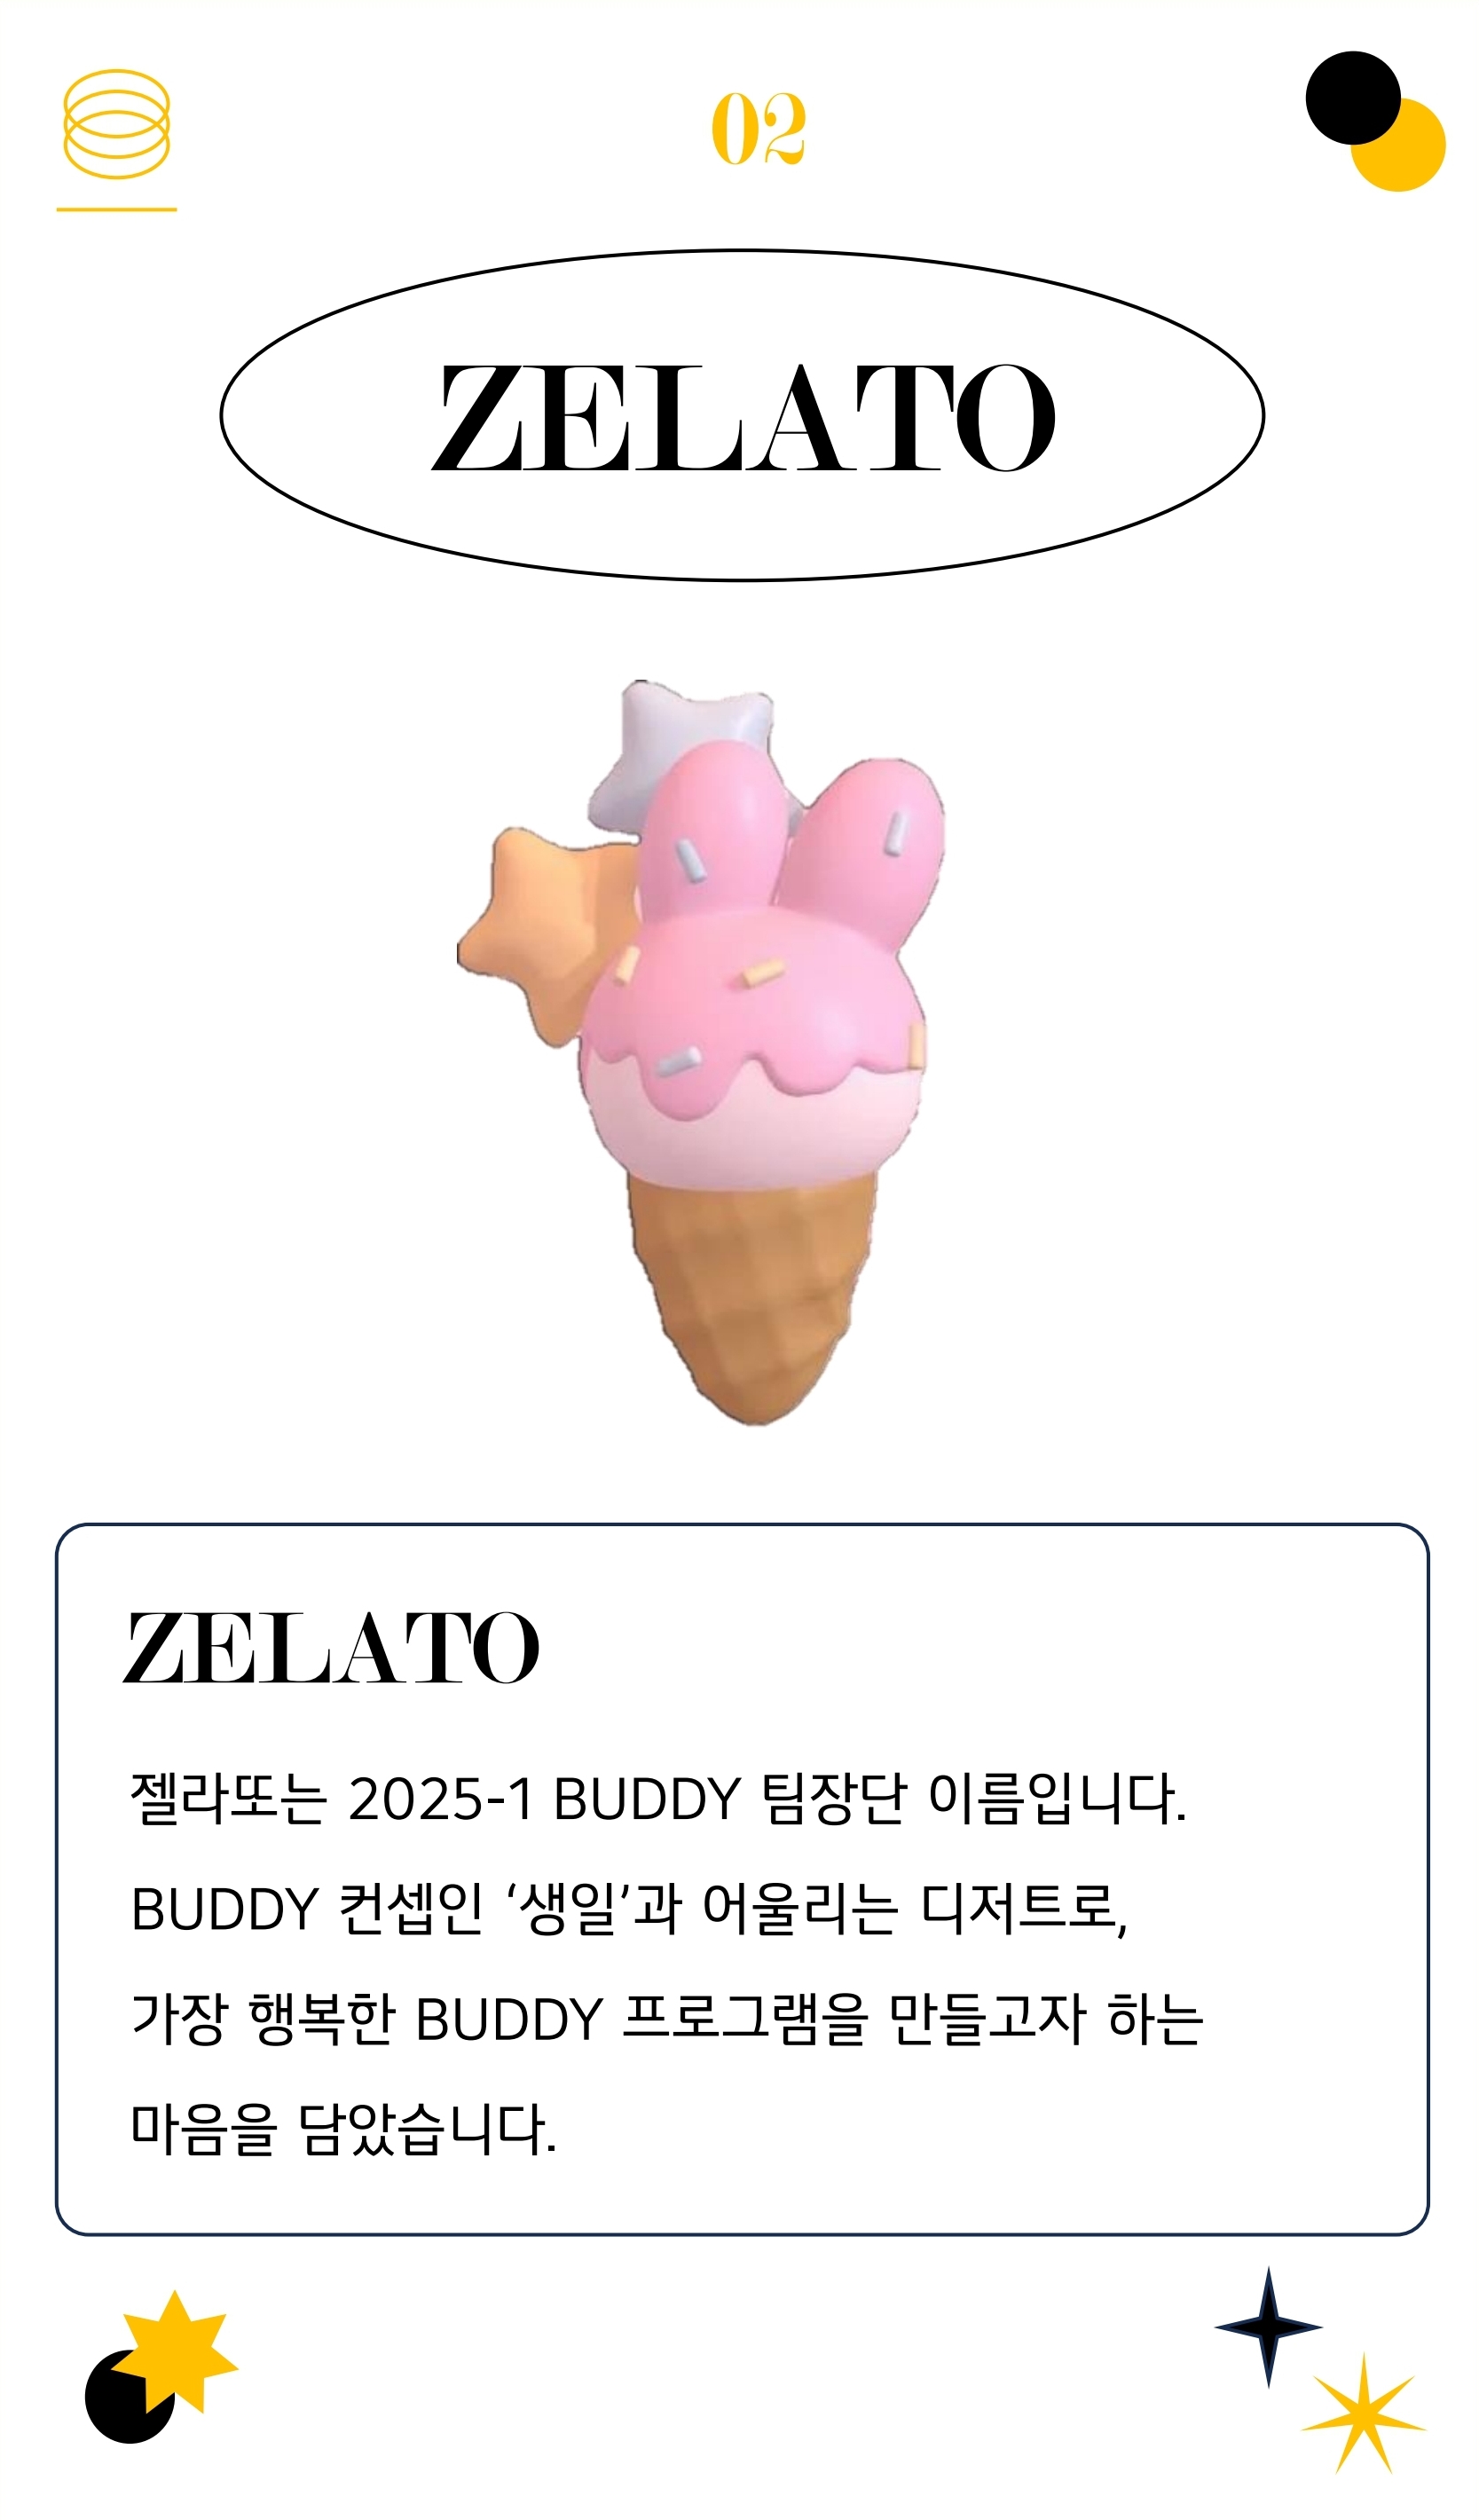 02
ZELATO
ZELATO
젤라또는 2025-1 BUDDY 팀장단 이름입니다.
BUDDY 컨셉인 ‘생일’과 어울리는 디저트로,
가장 행복한 BUDDY 프로그램을 만들고자 하는
마음을 담았습니다.